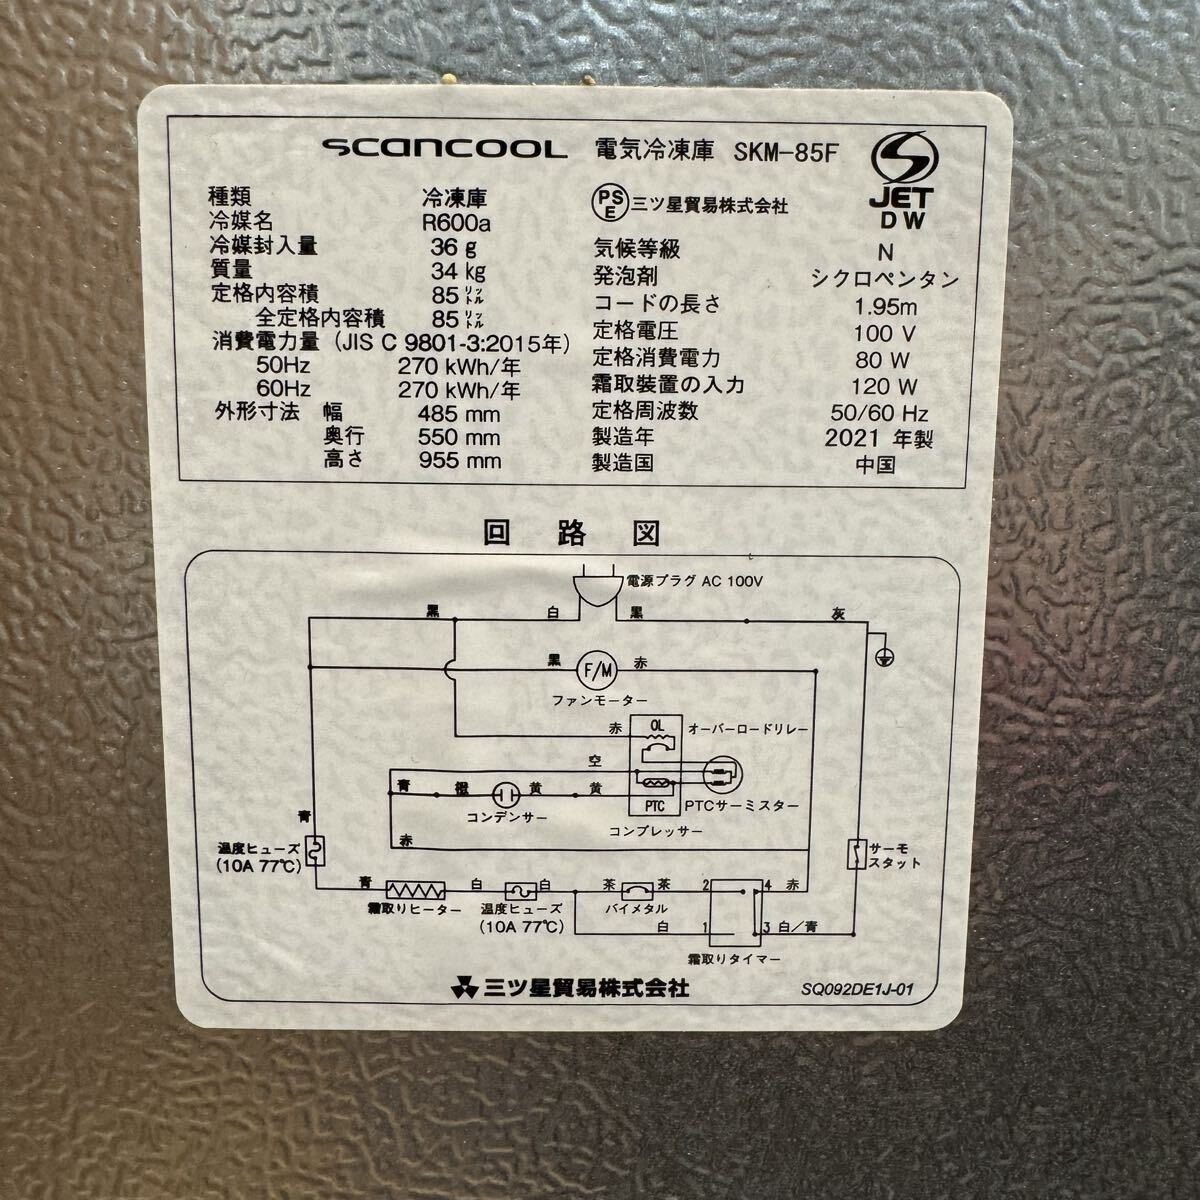 scancool 電気冷凍庫 SKM-85F
JET
DW
種類 冷凍庫
冷媒名 R600a
冷媒封入量 36 g
質量 34 kg
定格内容積 85 リットル
全定格内容積 85 リットル
消費電力量 (JIS C 9801-3:2015年)
50Hz 270 kWh/年
60Hz 270 kWh/年
外形寸法 幅 485 mm
奥行 550 mm
高さ 955 mm
PSE 三ツ星貿易株式会社
気候等級 N
発泡剤 シクロペンタン
コードの長さ 1.95m
定格電圧 100 V
定格消費電力 80 W
霜取装置の入力 120 W
定格周波数 50/60 Hz
製造年 2021 年製
製造国 中国
回路図
電源プラグ AC 100V
黒 白 黒 灰
黒 F/M 赤
ファンモーター
赤 OL オーバーロードリレー
空
青 橙 黄 黄 PTC PTCサーミスター
コンデンサー コンプレッサー
青 赤
温度ヒューズ
(10A 77℃)
サーモ
スタット
青 白 白 茶 茶 2 4 赤
霜取りヒーター 温度ヒューズ
(10A 77℃)
バイメタル
白 1 3 白/青
霜取りタイマー
三ツ星貿易株式会社 SQ092DE1J-01